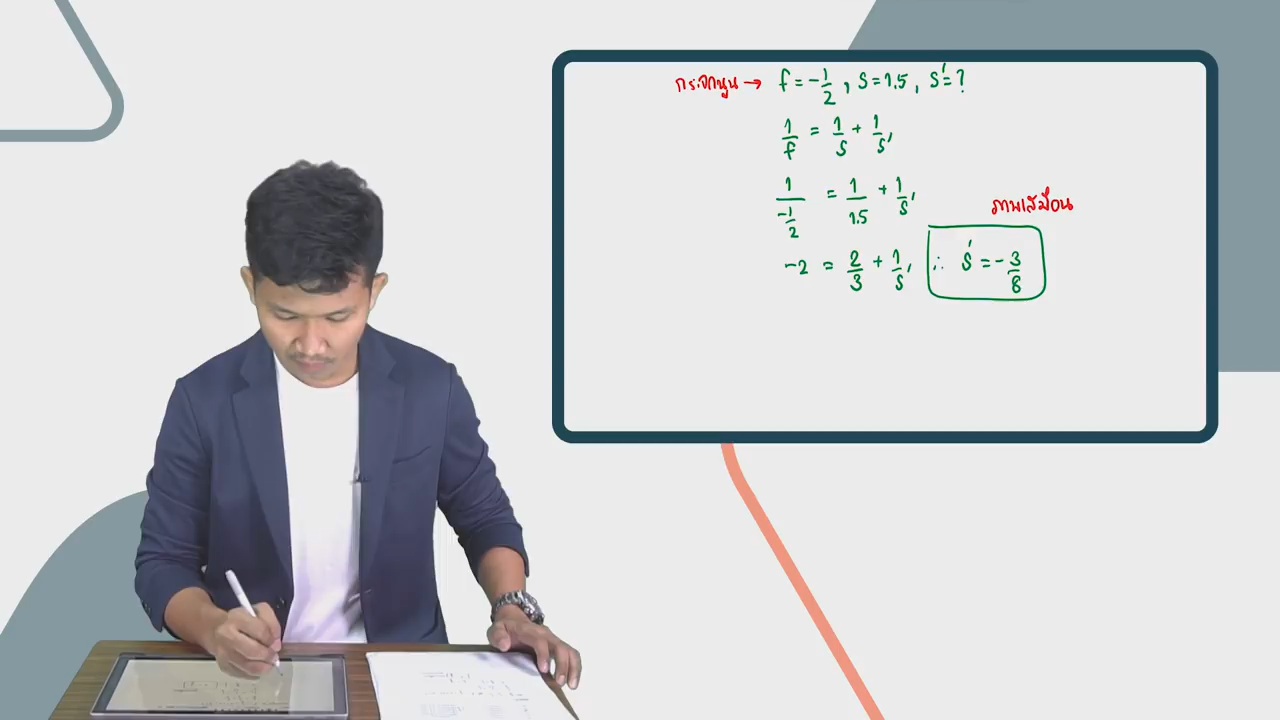 กระจกนูน → f = -1/2 , s = 1.5 , s' = ?
1/f = 1/s + 1/s'
1/(-1/2) = 1/1.5 + 1/s'
ภาพเสมือน
-2 = 2/3 + 1/s' ∴ s' = -3/8